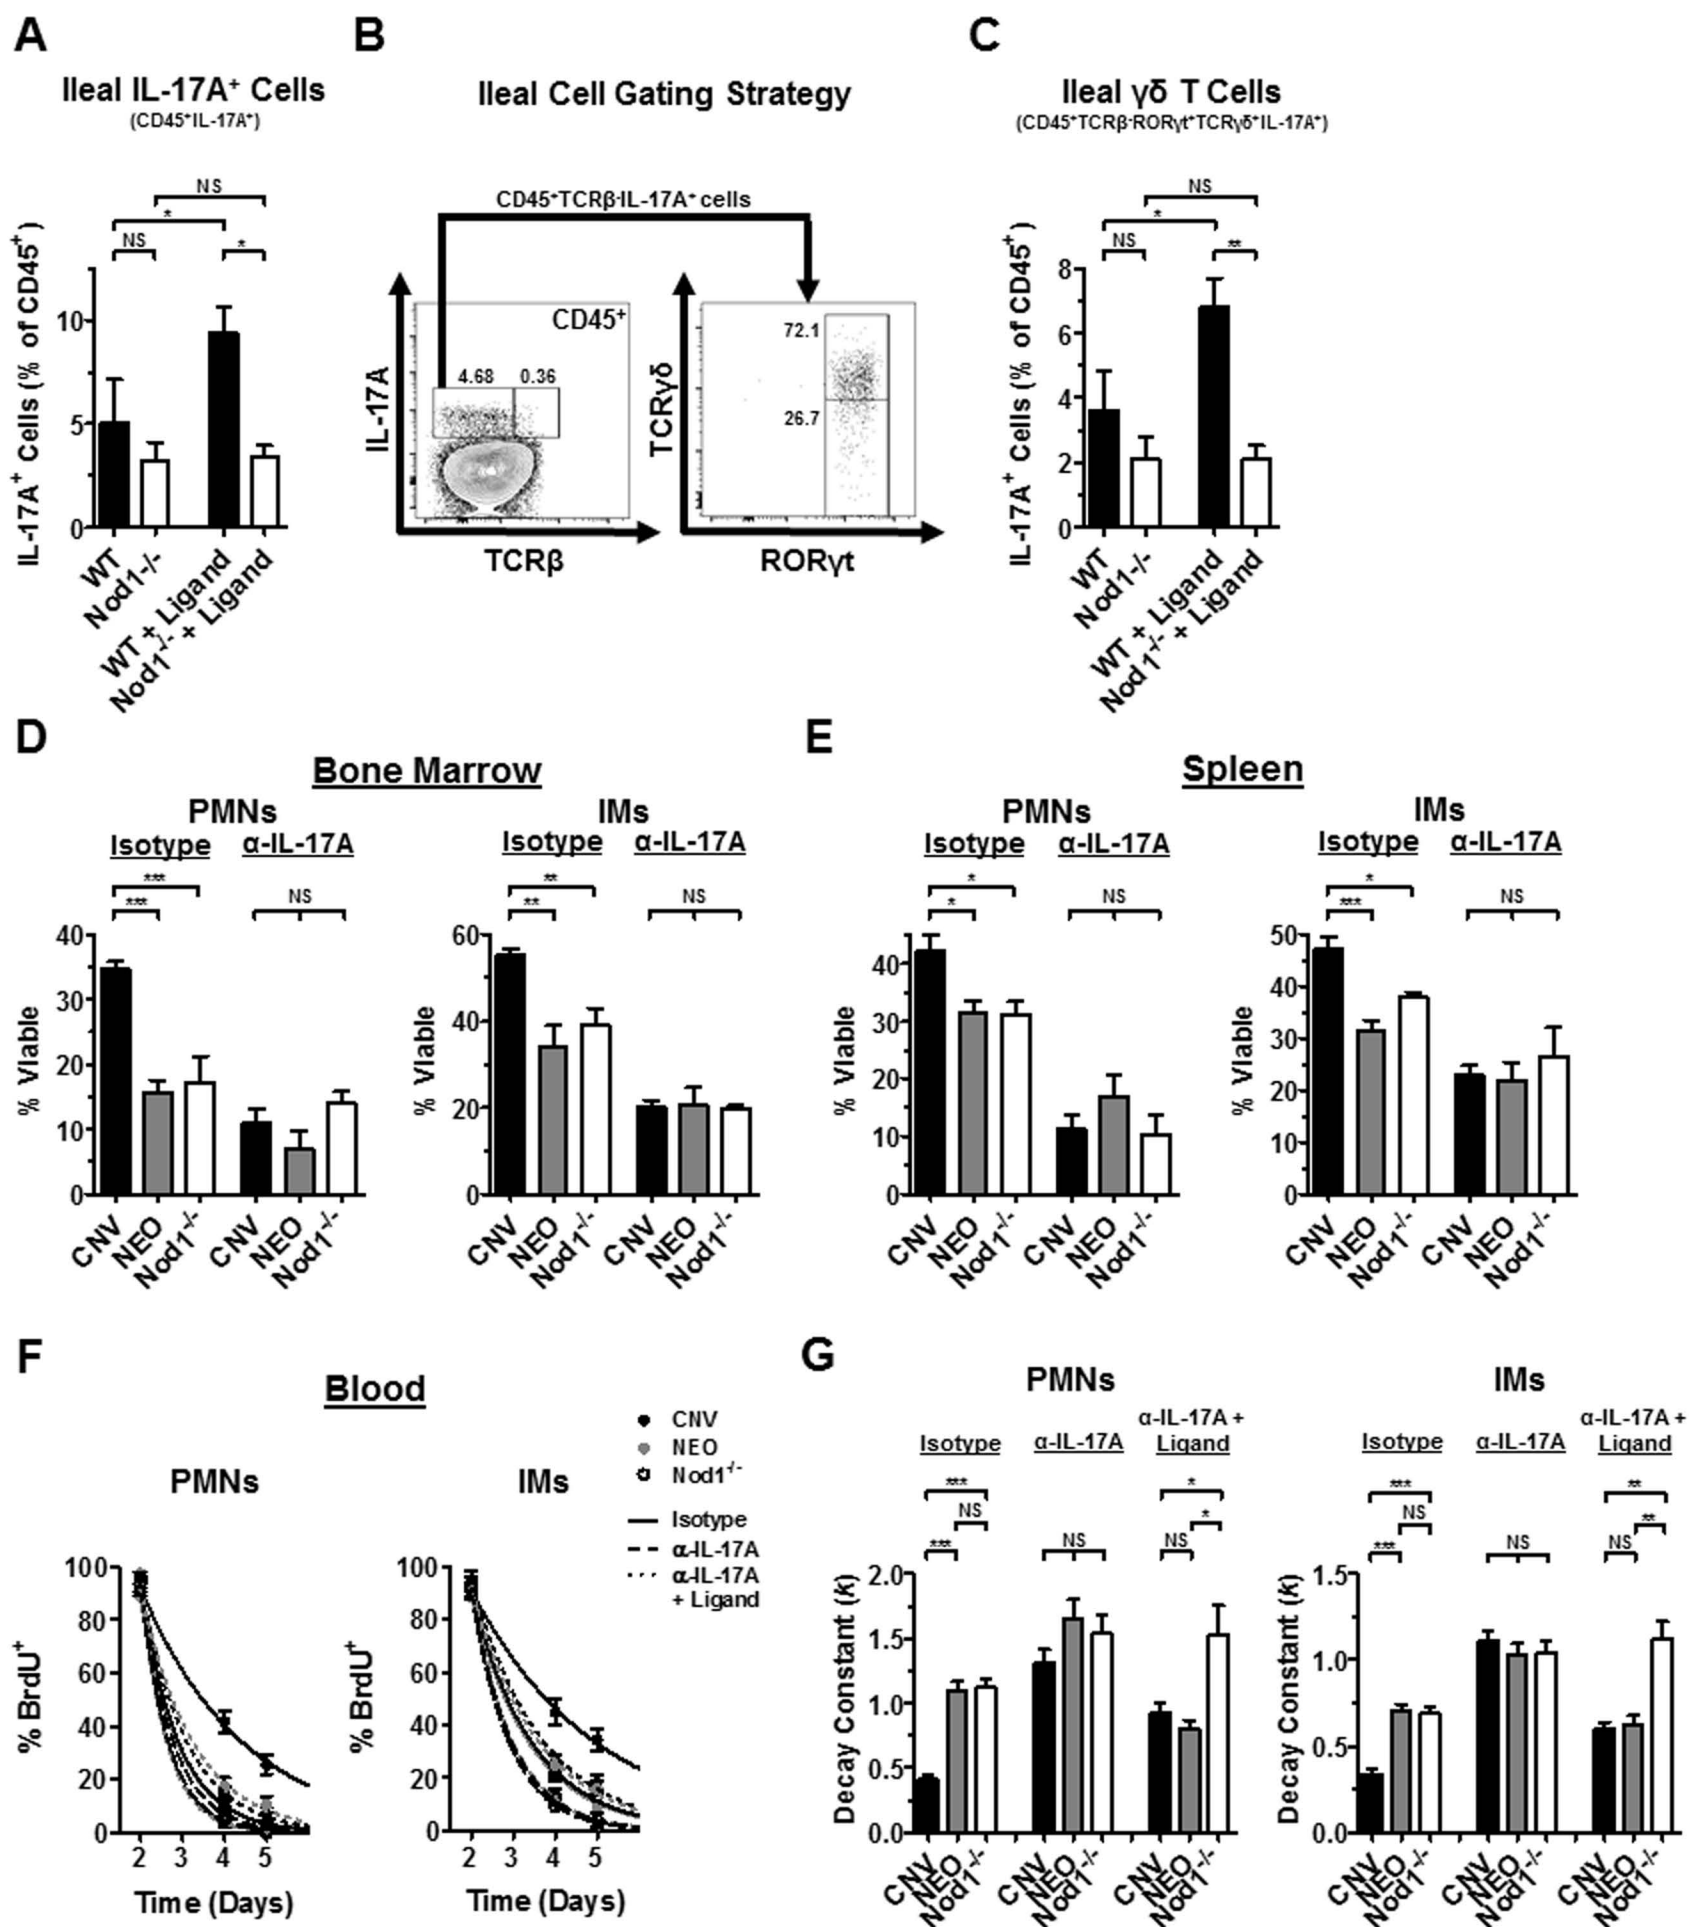 A
Ileal IL-17A⁺ Cells
(CD45⁺IL-17A⁺)
NS
*
NS
*
IL-17A⁺ Cells (% of CD45⁺)
10
5
0
WT
Nod1-/-
WT + Ligand
Nod1⁻/⁻ + Ligand
B
Ileal Cell Gating Strategy
CD45⁺TCRβ⁻IL-17A⁺ cells
CD45⁺
4.68
0.36
IL-17A
TCRβ
72.1
26.7
TCRγδ
RORγt
C
Ileal γδ T Cells
(CD45⁺TCRβ⁻RORγt⁺TCRγδ⁺IL-17A⁺)
NS
*
NS
**
IL-17A⁺ Cells (% of CD45⁺)
8
6
4
2
0
WT
Nod1-/-
WT + Ligand
Nod1⁻/⁻ + Ligand
D
Bone Marrow
PMNs
Isotype
α-IL-17A
***
***
NS
% Viable
40
30
20
10
0
CNV
NEO
Nod1⁻/⁻
CNV
NEO
Nod1⁻/⁻
IMs
Isotype
α-IL-17A
**
**
NS
% Viable
60
40
20
0
CNV
NEO
Nod1⁻/⁻
CNV
NEO
Nod1⁻/⁻
E
Spleen
PMNs
Isotype
α-IL-17A
*
*
NS
% Viable
40
30
20
10
0
CNV
NEO
Nod1⁻/⁻
CNV
NEO
Nod1⁻/⁻
IMs
Isotype
α-IL-17A
*
***
NS
% Viable
50
40
30
20
10
0
CNV
NEO
Nod1⁻/⁻
CNV
NEO
Nod1⁻/⁻
F
Blood
CNV
NEO
Nod1⁻/⁻
Isotype
α-IL-17A
α-IL-17A
+ Ligand
PMNs
% BrdU⁺
100
80
60
40
20
0
2 3 4 5
Time (Days)
IMs
% BrdU⁺
100
80
60
40
20
0
2 3 4 5
Time (Days)
G
PMNs
Isotype
α-IL-17A
α-IL-17A +
Ligand
***
NS
***
NS
*
*
NS
Decay Constant (k)
2.0
1.5
1.0
0.5
0.0
CNV
NEO
Nod1⁻/⁻
CNV
NEO
Nod1⁻/⁻
CNV
NEO
Nod1⁻/⁻
IMs
Isotype
α-IL-17A
α-IL-17A +
Ligand
***
NS
***
NS
**
**
NS
Decay Constant (k)
1.5
1.0
0.5
0.0
CNV
NEO
Nod1⁻/⁻
CNV
NEO
Nod1⁻/⁻
CNV
NEO
Nod1⁻/⁻